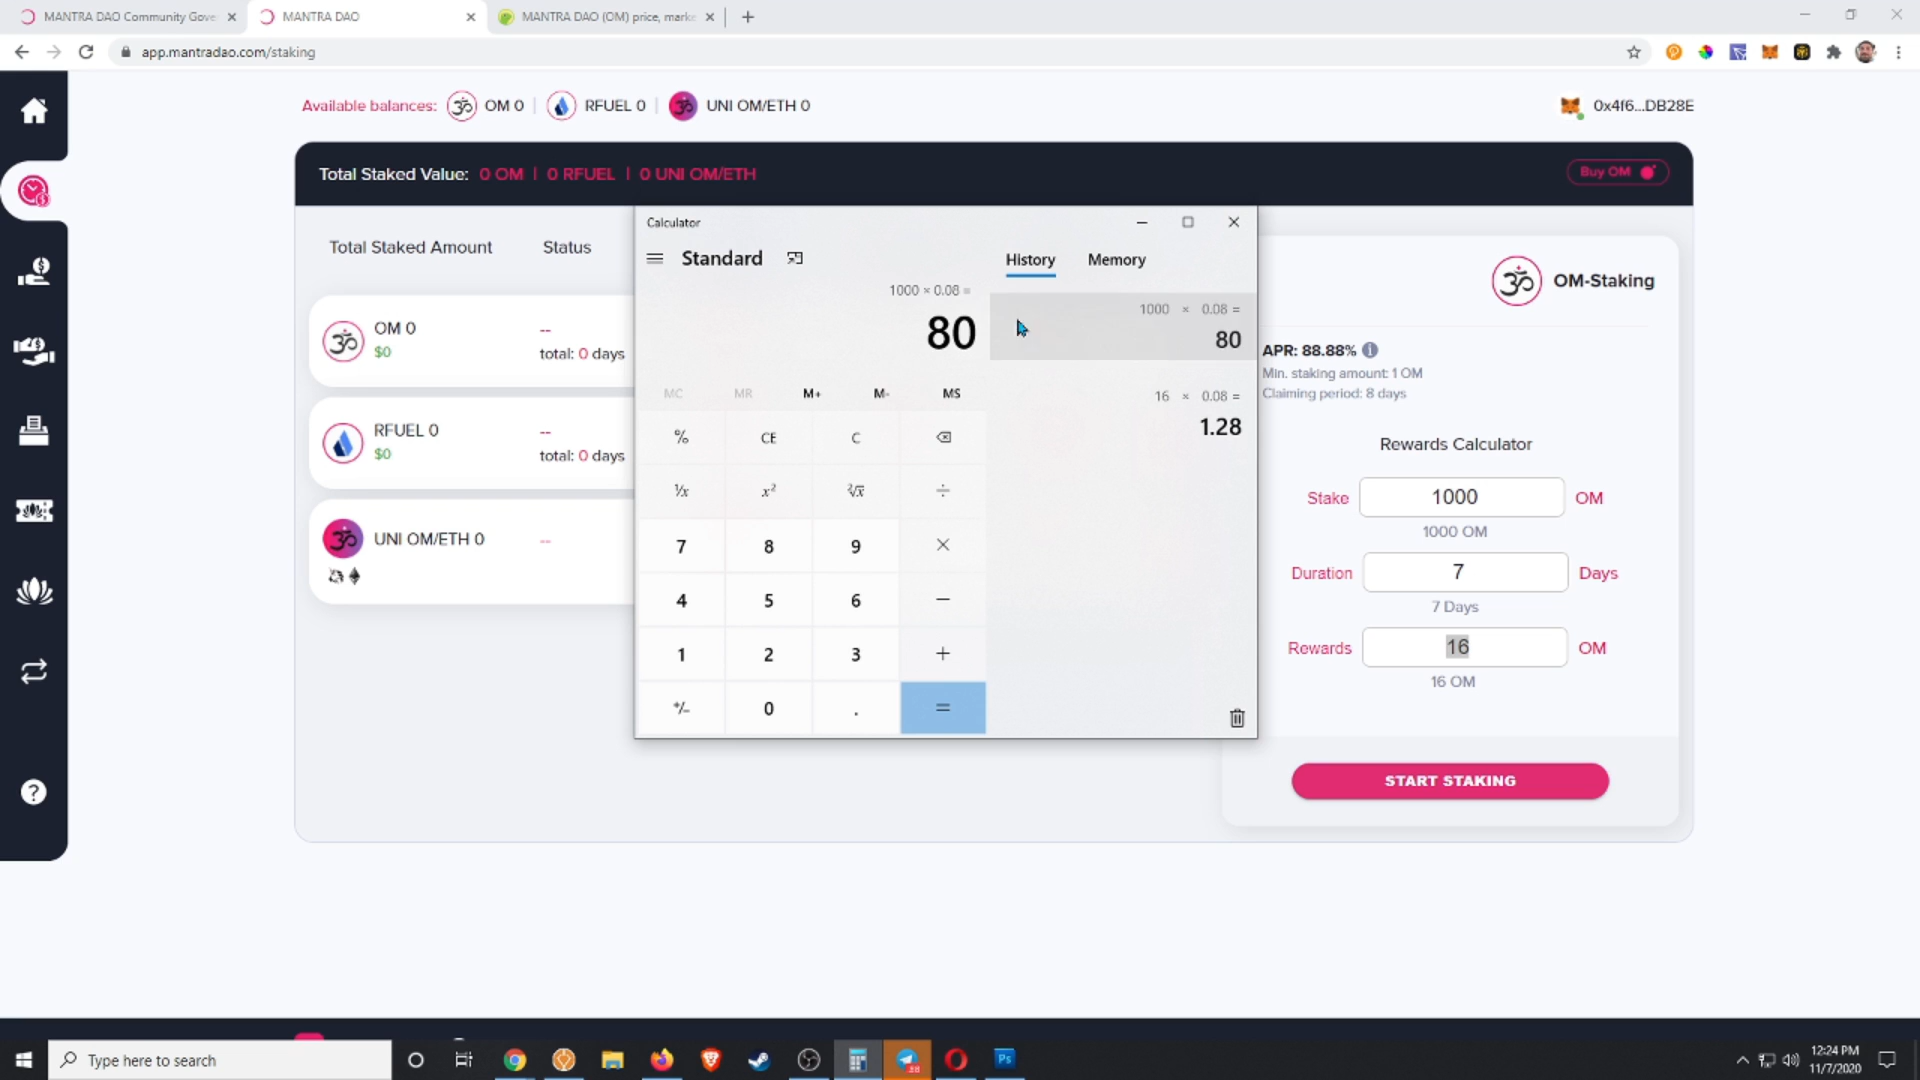 MANTRA DAO Community Gove
MANTRA DAO
MANTRA DAO (OM) price, marke
app.mantradao.com/staking
Available balances: OM 0 | RFUEL 0 | UNI OM/ETH 0
0x4f6...DB28E
Total Staked Value: 0 OM | 0 RFUEL | 0 UNI OM/ETH
Buy OM
Total Staked Amount Status
OM 0 --
$0 total: 0 days
RFUEL 0 --
$0 total: 0 days
UNI OM/ETH 0 --
Calculator
Standard
1000 × 0.08 =
80
MC MR M+ M- MS
% CE C
⅟x x² ²√x ÷
7 8 9 ×
4 5 6 −
1 2 3 +
+/− 0 . =
History Memory
1000 × 0.08 =
80
16 × 0.08 =
1.28
OM-Staking
APR: 88.88%
Min. staking amount: 1 OM
Claiming period: 8 days
Rewards Calculator
Stake 1000 OM
1000 OM
Duration 7 Days
7 Days
Rewards 16 OM
16 OM
START STAKING
Type here to search
Ps
12:24 PM
11/7/2020